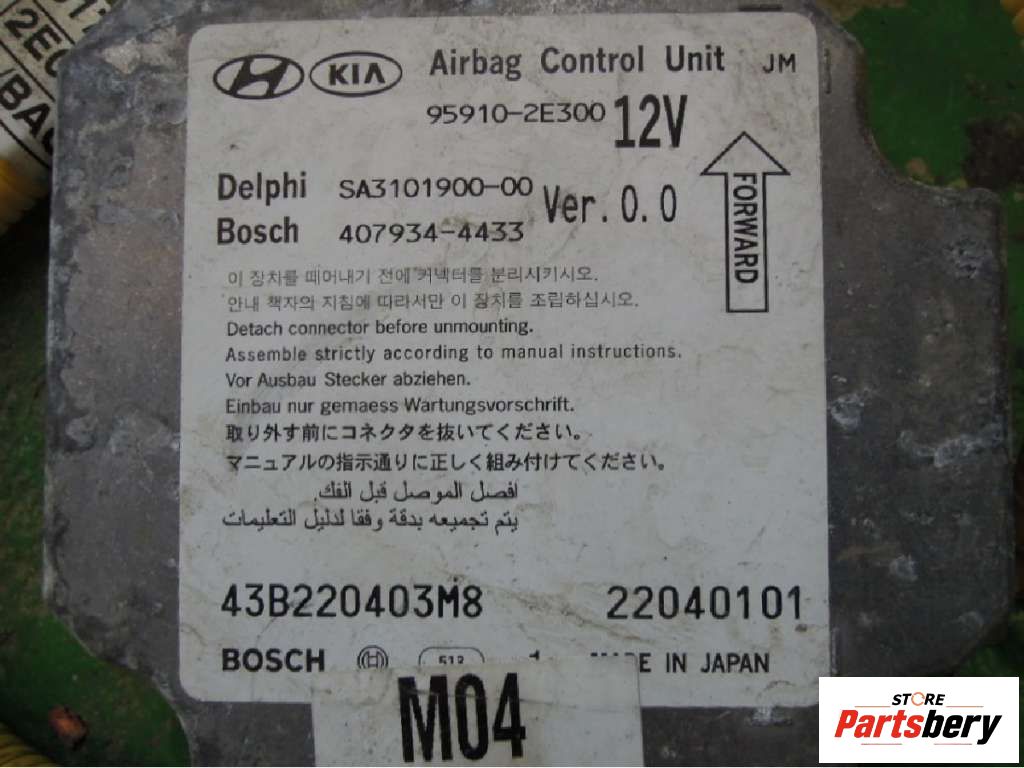 2EC
/BA
KIA Airbag Control Unit JM
95910-2E300 12V
Delphi SA3101900-00 Ver. 0.0
Bosch 407934-4433
FORWARD
이 장치를 떼어내기 전에 커넥터를 분리시키시오.
안내 책자의 지침에 따라서만 이 장치를 조립하십시오.
Detach connector before unmounting.
Assemble strictly according to manual instructions.
Vor Ausbau Stecker abziehen.
Einbau nur gemaess Wartungsvorschrift.
取り外す前にコネクタを抜いてください。
マニュアルの指示通りに正しく組み付けてください。
افصل الموصل قبل الفك.
يتم تجميعه بدقة وفقا لدليل التعليمات
43B220403M8 22040101
BOSCH 512 1 MADE IN JAPAN
M04
STORE
Partsbery